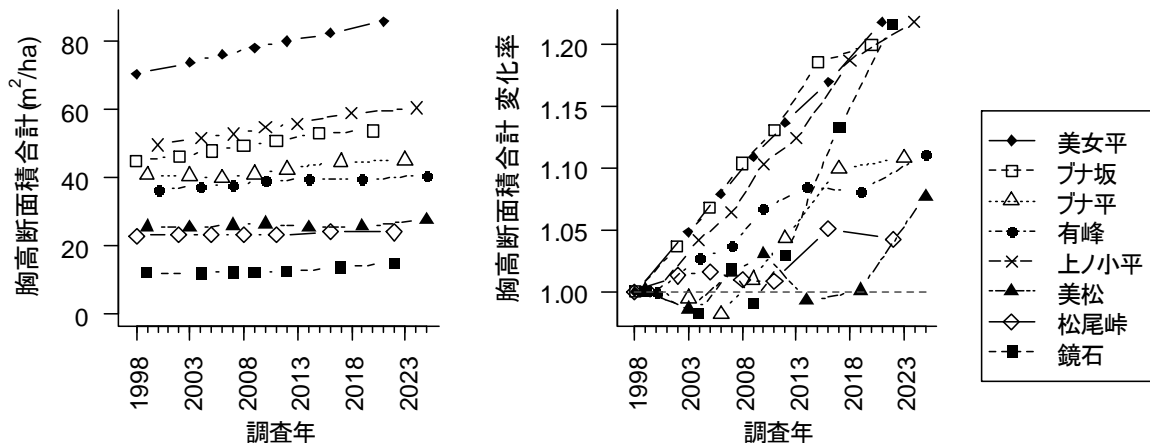 胸高断面積合計(m2/ha)
80
60
40
20
0
1998
2003
2008
2013
2018
2023
調査年
胸高断面積合計 変化率
1.20
1.15
1.10
1.05
1.00
1998
2003
2008
2013
2018
2023
調査年
美女平
ブナ坂
ブナ平
有峰
上ノ小平
美松
松尾峠
鏡石